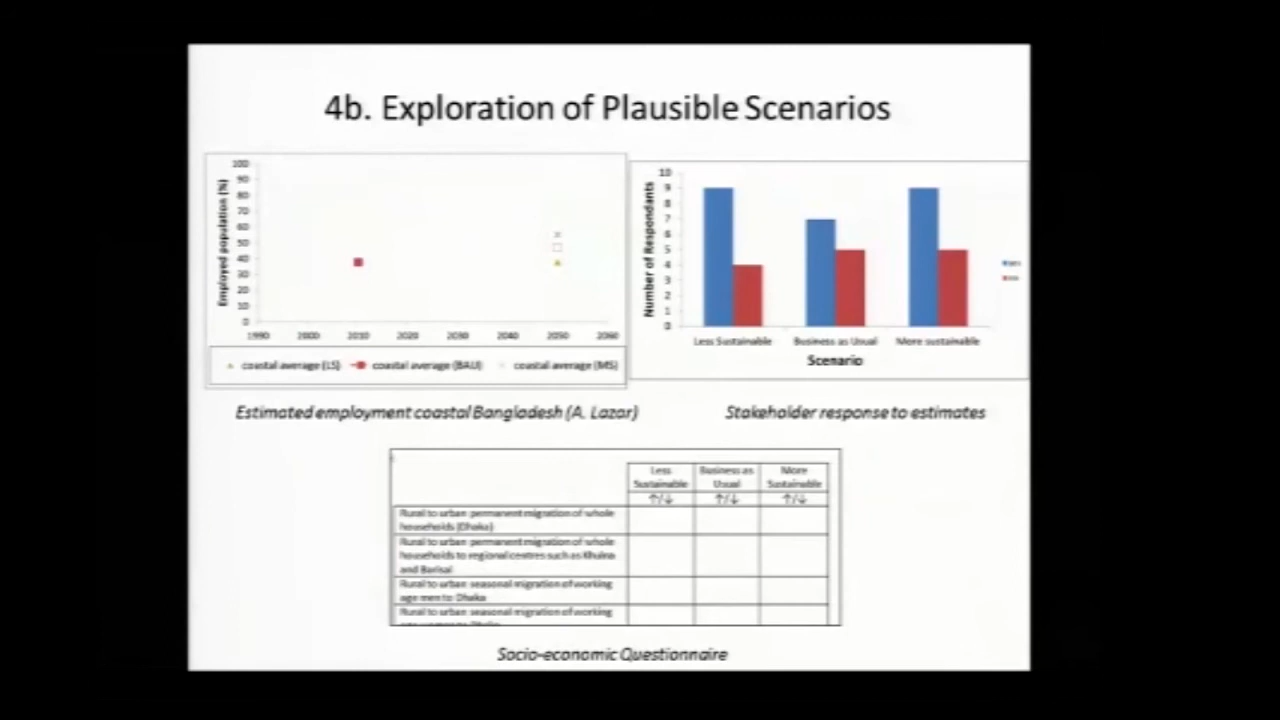 4b. Exploration of Plausible Scenarios
Employed population (%)
100
90
80
70
60
50
40
30
20
10
0
1990 2000 2010 2020 2030 2040 2050 2060
coastal average (LS) coastal average (BAU) coastal average (MS)
Number of Respondants
10
9
8
7
6
5
4
3
2
1
0
Less Sustainable Business as Usual More sustainable
Scenario
Estimated employment coastal Bangladesh (A. Lazar)
Stakeholder response to estimates
Less Business as More
Sustainable Usual Sustainable
↑/↓ ↑/↓ ↑/↓
Rural to urban permanent migration of whole
households (Dhaka)
Rural to urban permanent migration of whole
households to regional centres such as Khulna
and Barisal
Rural to urban seasonal migration of working
age men to Dhaka
Rural to urban seasonal migration of working
Socio-economic Questionnaire